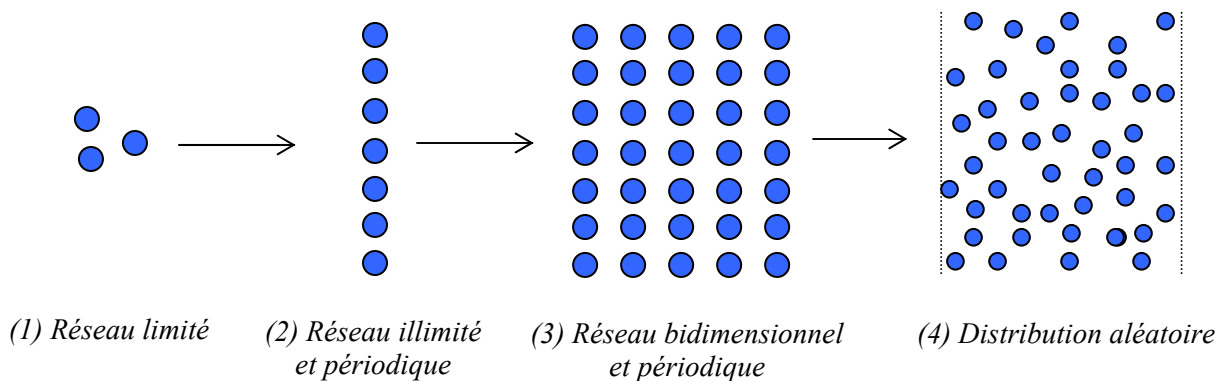 (1) Réseau limité
(2) Réseau illimité
et périodique
(3) Réseau bidimensionnel
et périodique
(4) Distribution aléatoire